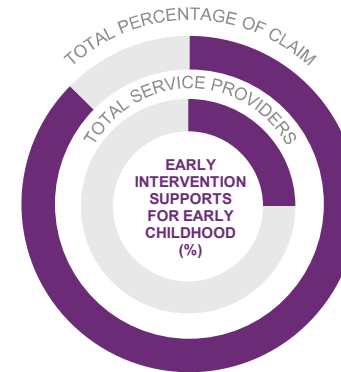 TOTAL PERCENTAGE OF CLAIM
TOTAL SERVICE PROVIDERS
EARLY
INTERVENTION
SUPPORTS
FOR EARLY
CHILDHOOD
(%)